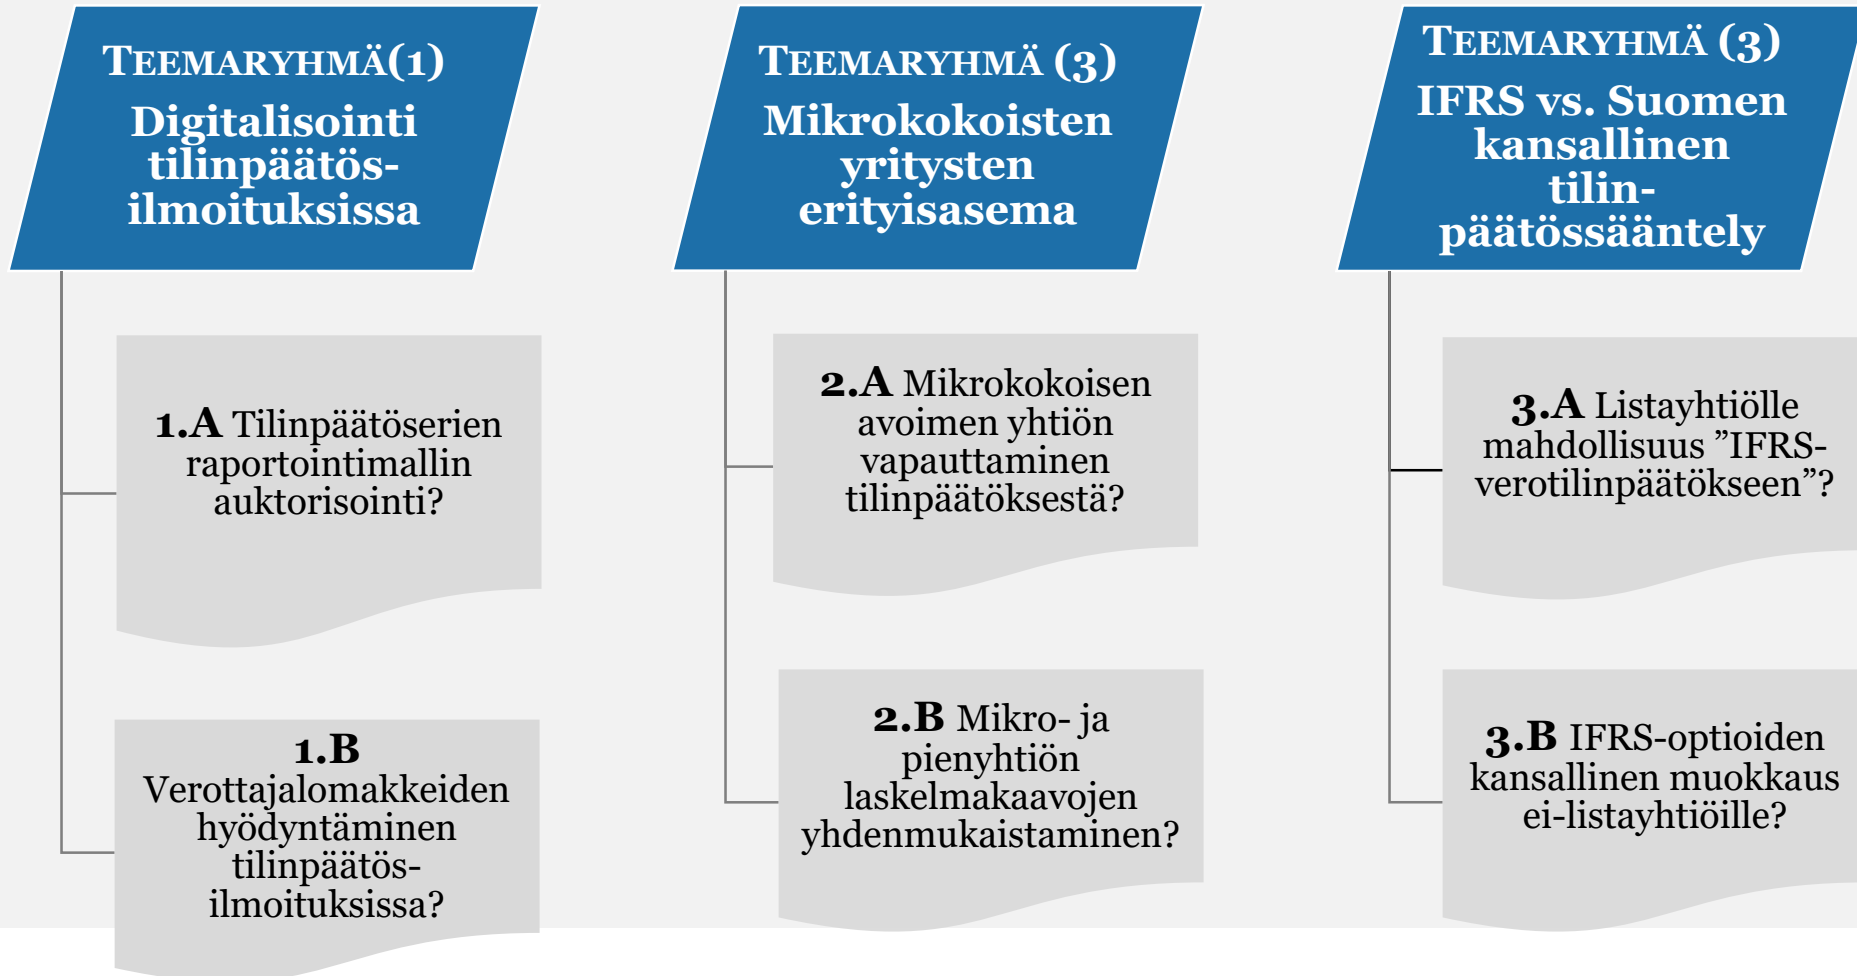 TEEMARYHMÄ(1)
Digitalisointi
tilinpäätös-
ilmoituksissa
1.A Tilinpäätöserien
raportointimallin
auktorisointi?
1.B
Verottajalomakkeiden
hyödyntäminen
tilinpäätös-
ilmoituksissa?
TEEMARYHMÄ (3)
Mikrokokoisten
yritysten
erityisasema
2.A Mikrokokoisen
avoimen yhtiön
vapauttaminen
tilinpäätöksestä?
2.B Mikro- ja
pienyhtiön
laskelmakaavojen
yhdenmukaistaminen?
TEEMARYHMÄ (3)
IFRS vs. Suomen
kansallinen
tilin-
päätössääntely
3.A Listayhtiölle
mahdollisuus ”IFRS-
verotilinpäätökseen”?
3.B IFRS-optioiden
kansallinen muokkaus
ei-listayhtiöille?